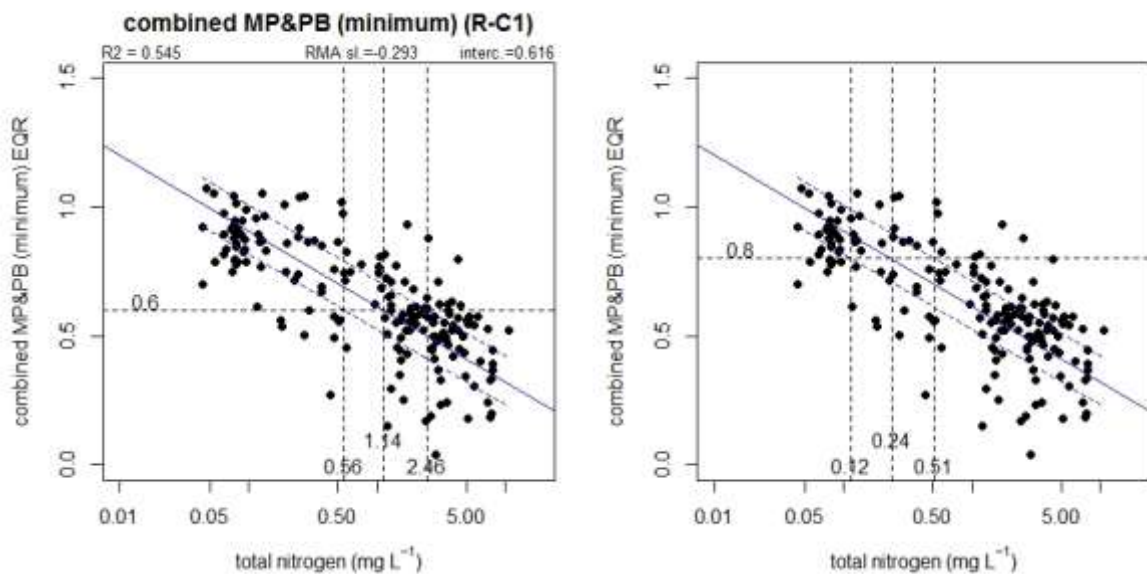 combined MP&PB (minimum) (R-C1)
R2 = 0.545 RMA sl.=-0.293 interc.=0.616
combined MP&PB (minimum) EQR
1.5
1.0
0.5
0.0
0.6
1.14
0.56 2.46
0.01 0.05 0.50 5.00
total nitrogen (mg L⁻¹)
combined MP&PB (minimum) EQR
1.5
1.0
0.5
0.0
0.8
0.24
0.12 0.51
0.01 0.05 0.50 5.00
total nitrogen (mg L⁻¹)